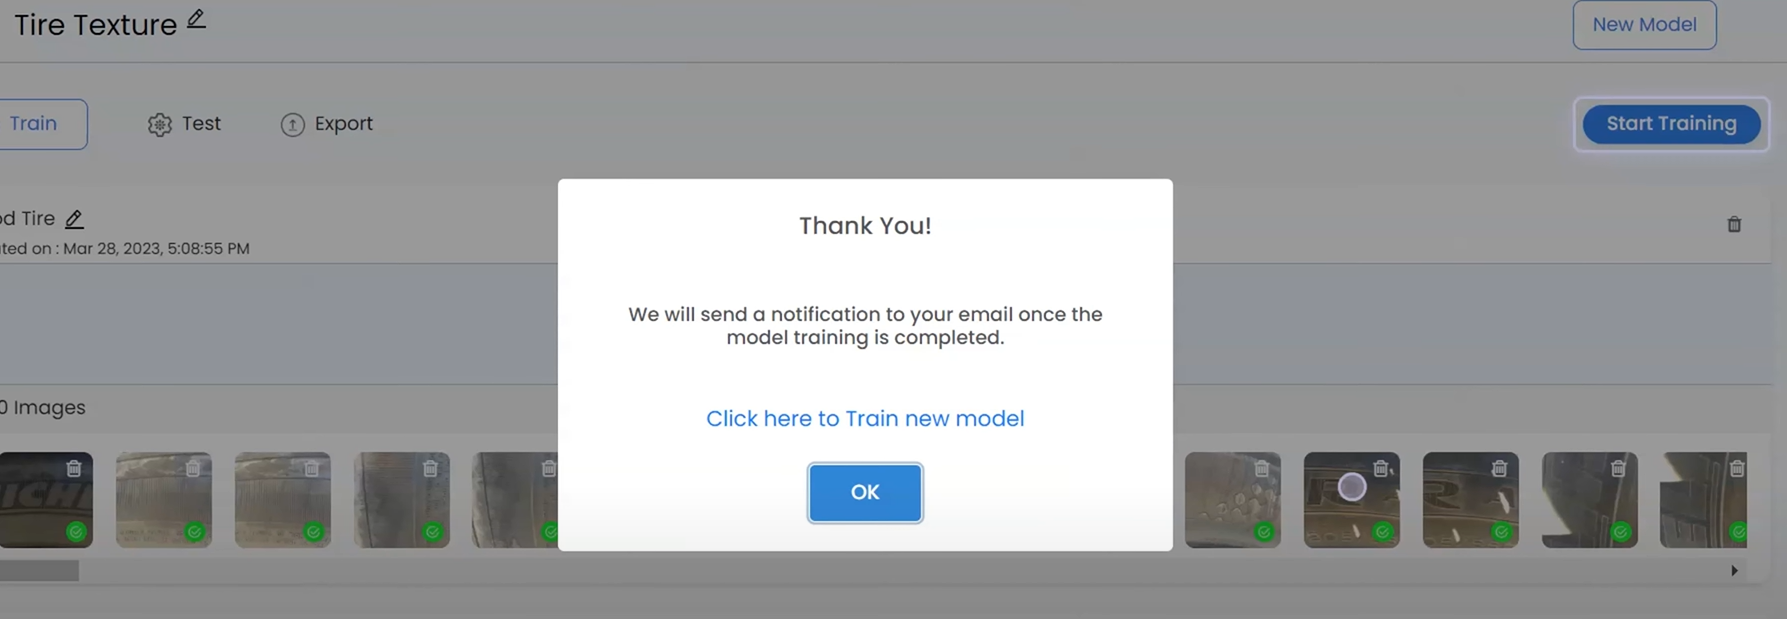 Tire Texture
New Model
Train
Test
Export
Start Training
od Tire
ted on : Mar 28, 2023, 5:08:55 PM
Thank You!
We will send a notification to your email once the
model training is completed.
Click here to Train new model
OK
0 Images